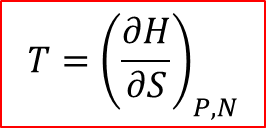 T = (∂H/∂S)_{P,N}